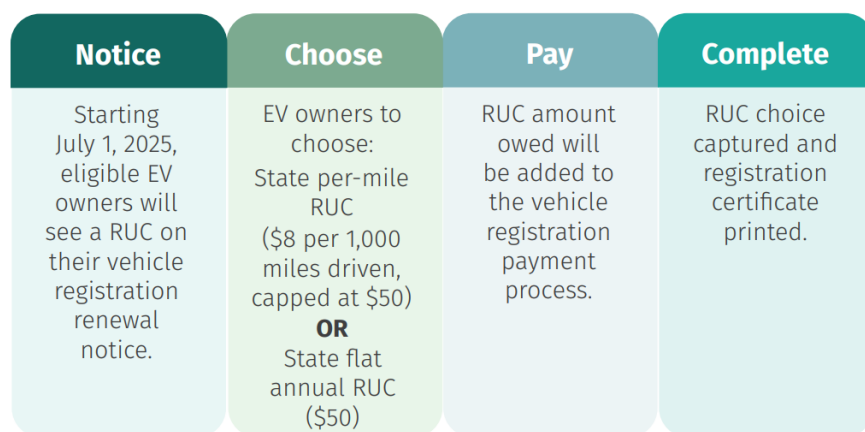 Notice
Starting
July 1, 2025,
eligible EV
owners will
see a RUC on
their vehicle
registration
renewal
notice.
Choose
EV owners to
choose:
State per-mile
RUC
($8 per 1,000
miles driven,
capped at $50)
OR
State flat
annual RUC
($50)
Pay
RUC amount
owed will
be added to
the vehicle
registration
payment
process.
Complete
RUC choice
captured and
registration
certificate
printed.